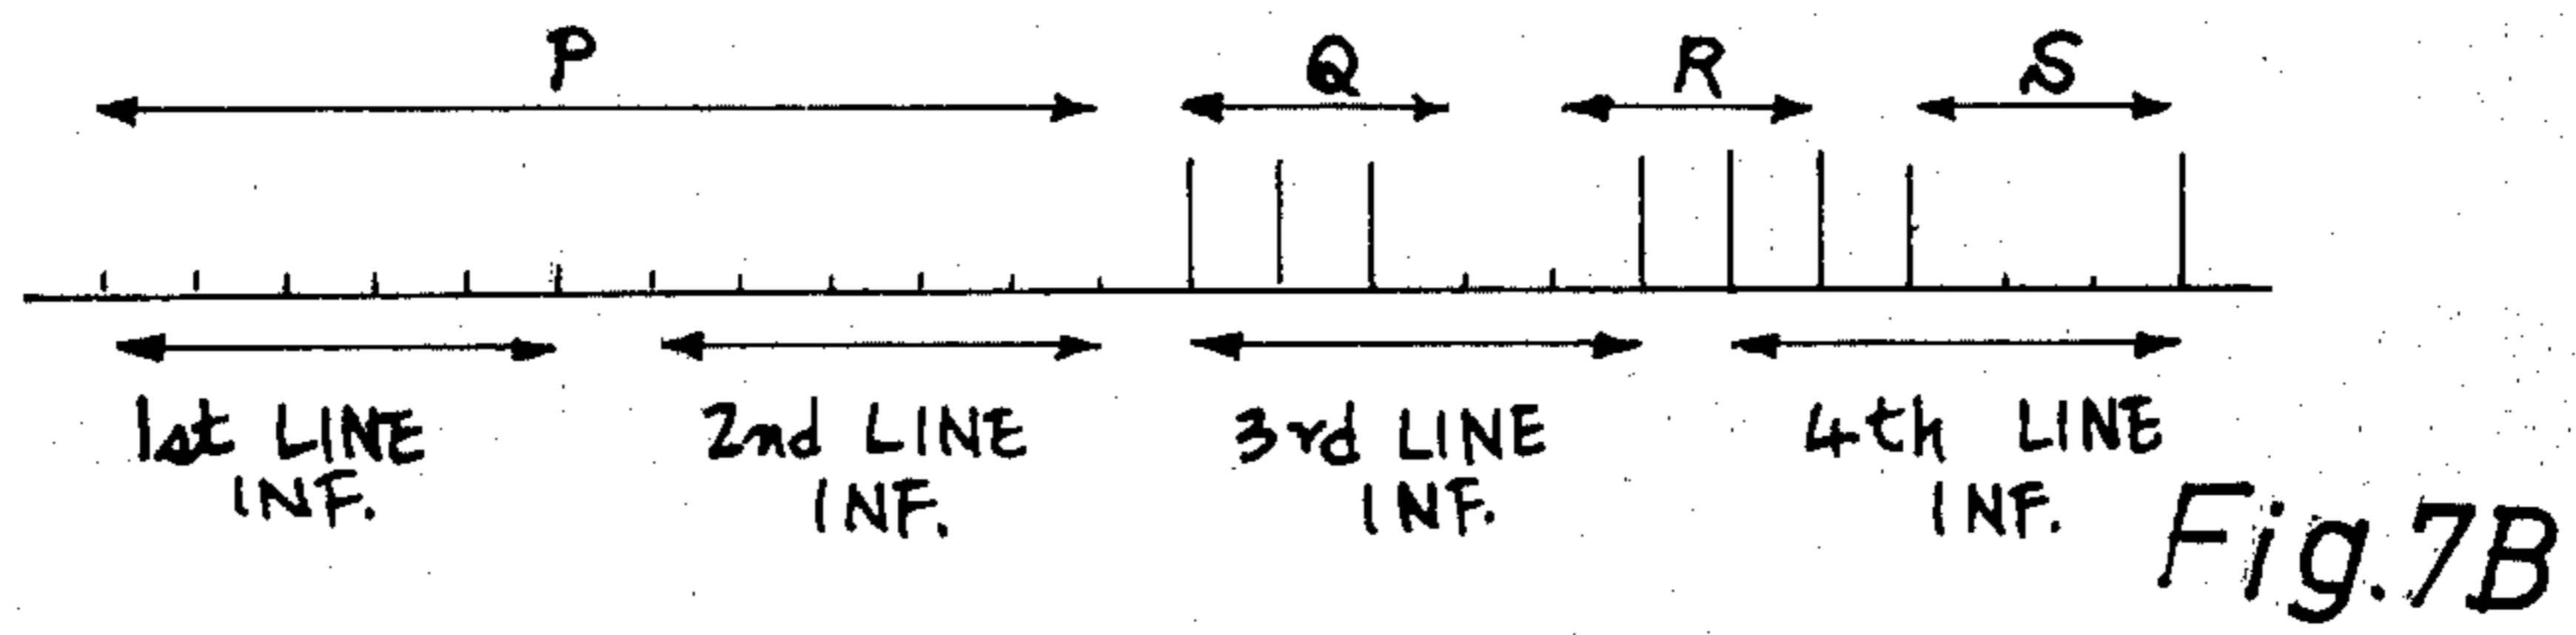 P Q R S
1st LINE INF.
2nd LINE INF.
3rd LINE INF.
4th LINE INF.
Fig.7B